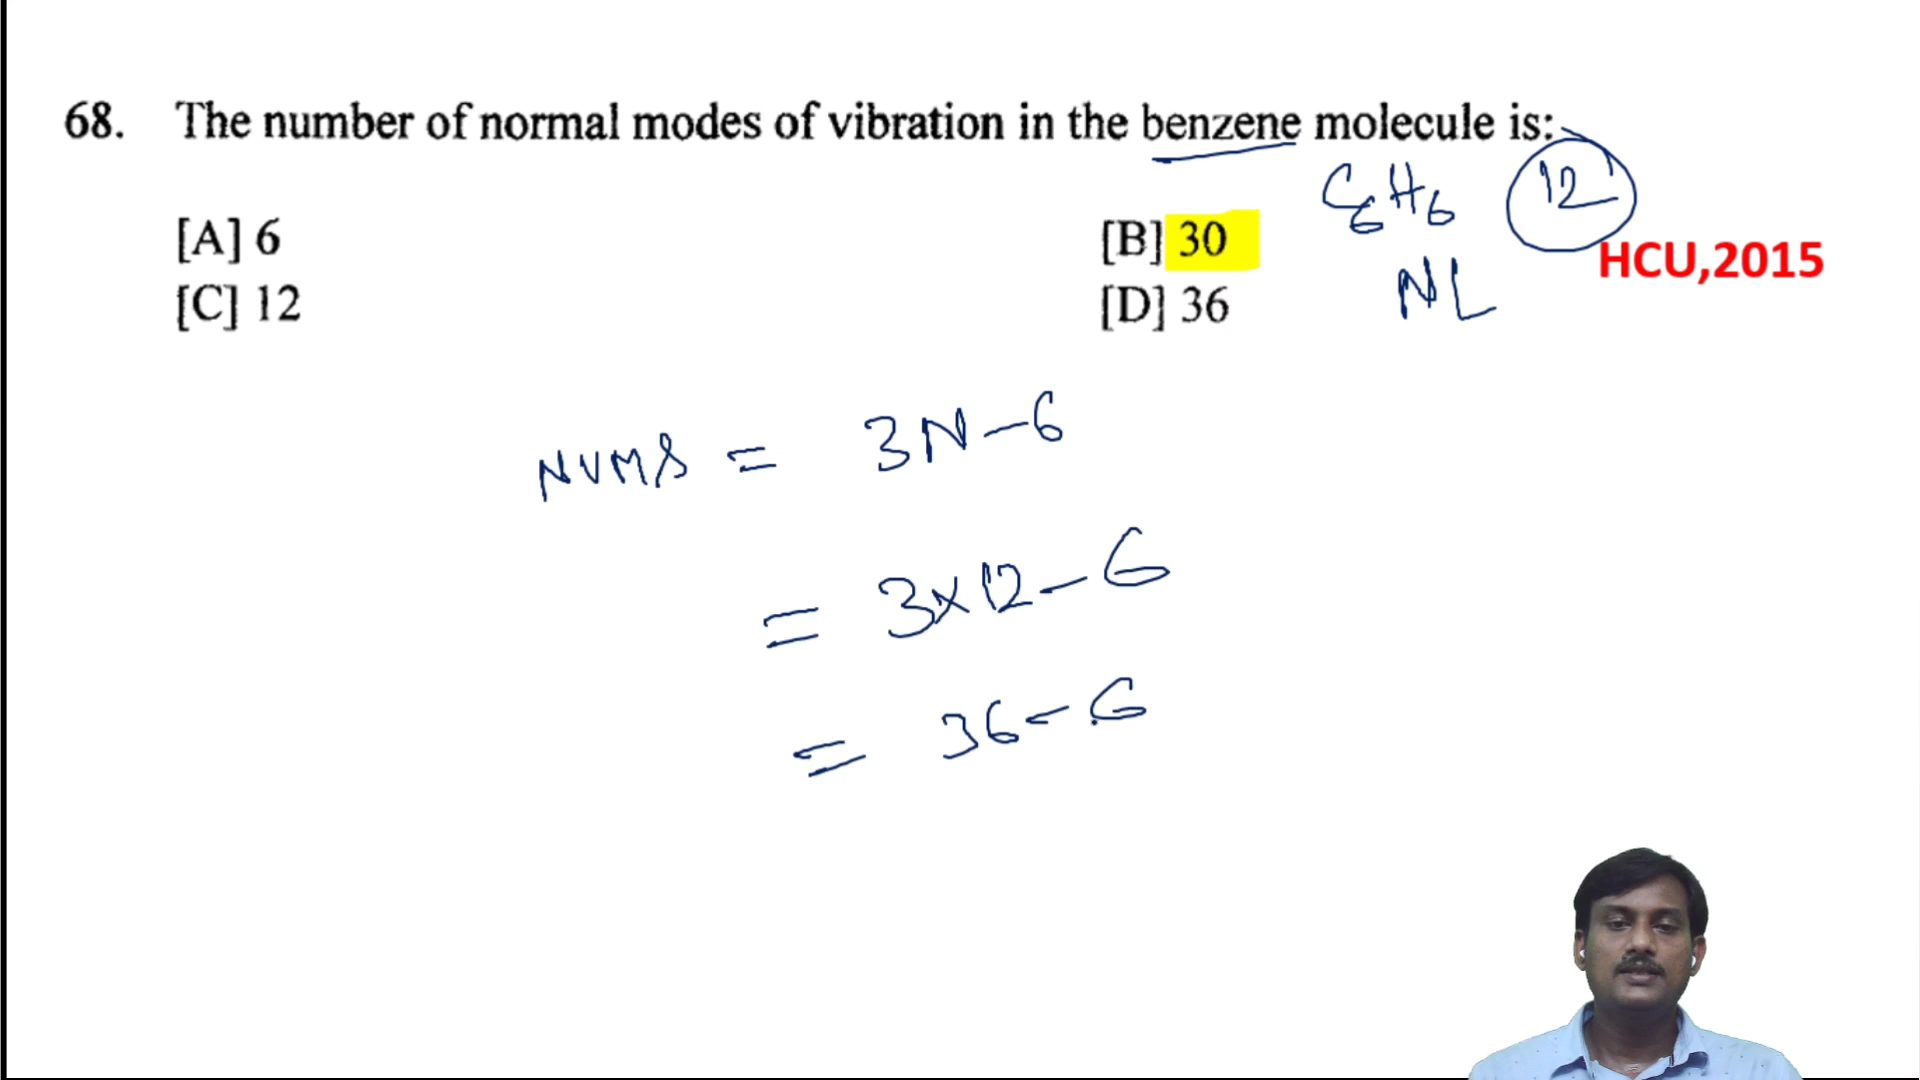 68. The number of normal modes of vibration in the benzene molecule is:
C6H6 12
[A] 6 [B] 30
HCU,2015
[C] 12 [D] 36
NL
NVMS = 3N-6
= 3x12-6
= 36-6